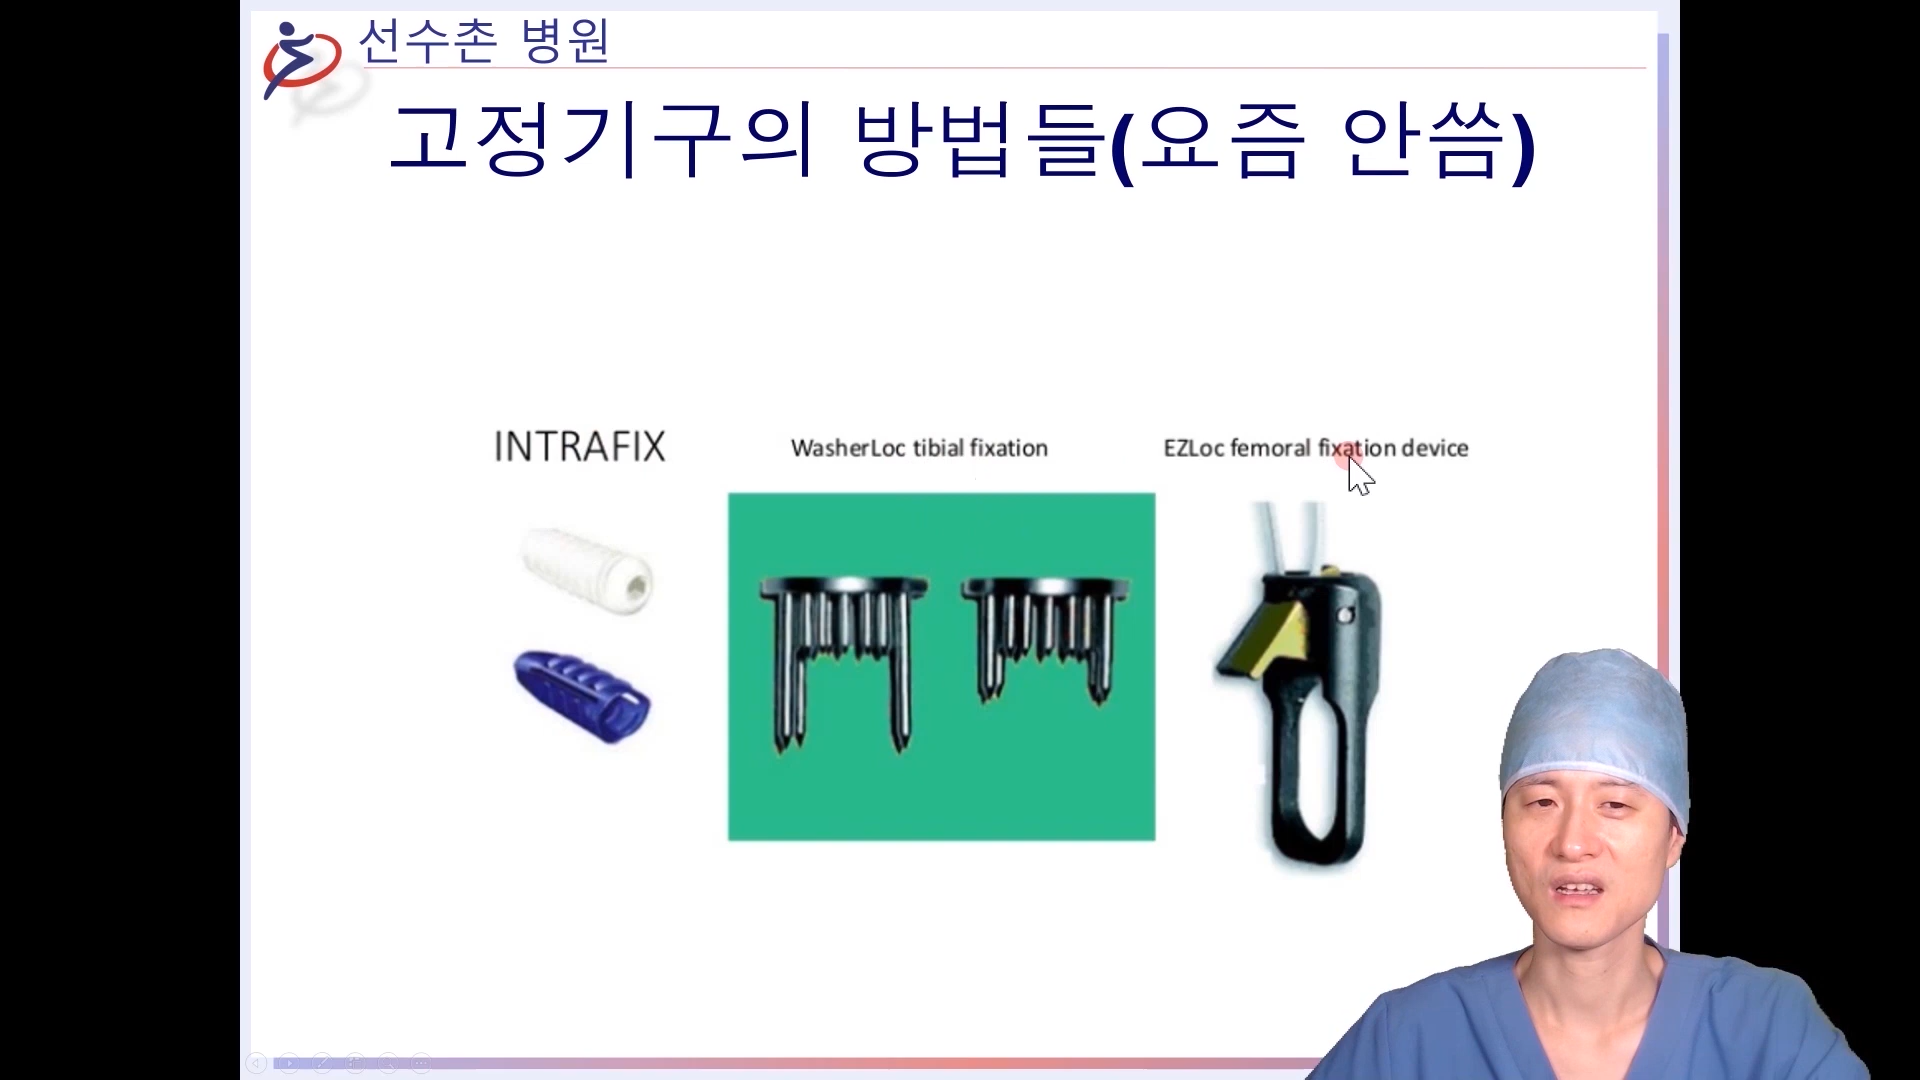 선수촌 병원
고정기구의 방법들(요즘 안씀)
INTRAFIX
WasherLoc tibial fixation
EZLoc femoral fixation device